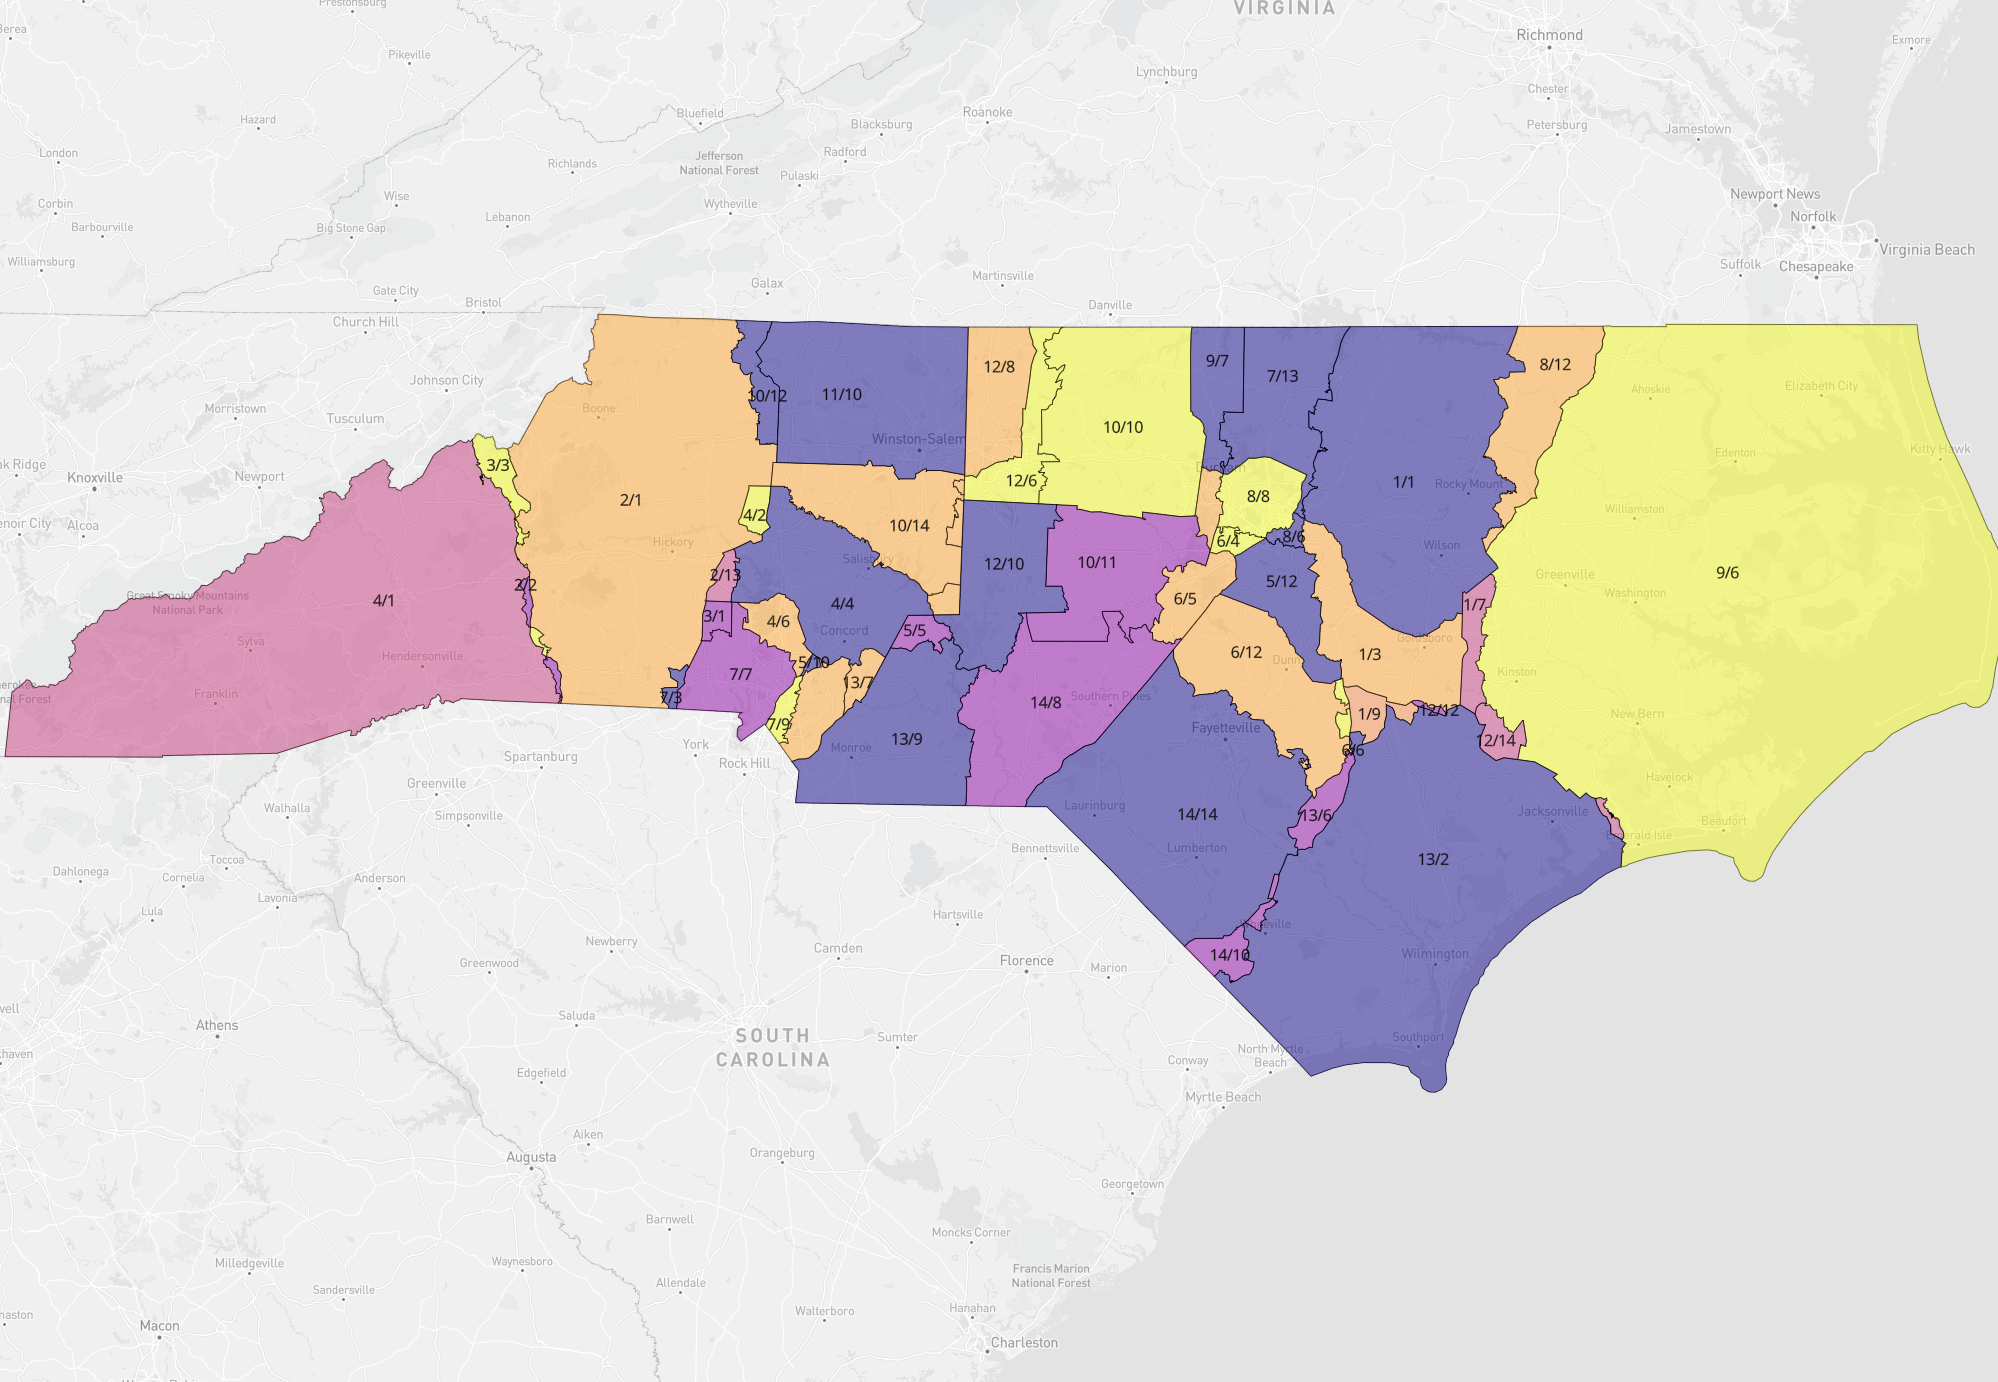 VIRGINIA
Prestonsburg
Berea
Pikeville
Richmond
Exmore
Lynchburg
Chester
Hazard
Bluefield
Roanoke
Blacksburg
Petersburg
Jamestown
London
Richlands
Jefferson
National Forest
Radford
Pulaski
Wise
Wytheville
Newport News
Corbin
Lebanon
Norfolk
Barbourville
Big Stone Gap
Virginia Beach
Williamsburg
Suffolk
Chesapeake
Gate City
Bristol
Galax
Martinsville
Danville
Church Hill
Johnson City
Morristown
Tusculum
Boone
10/12
11/10
12/8
9/7
7/13
8/12
Ahoskie
Elizabeth City
Winston-Salem
10/10
Oak Ridge
Knoxville
Newport
3/3
2/1
12/6
Durham
8/8
1/1
Rocky Mount
Edenton
Kitty Hawk
Lenoir City
Alcoa
4/2
10/14
6/4
8/6
Williamston
Hickory
Salisbury
12/10
10/11
5/12
Wilson
Greenville
9/6
Great Smoky Mountains
National Park
4/1
2/2
2/13
4/4
6/5
1/7
Washington
3/1
4/6
Concord
5/5
Goldsboro
Sylva
Hendersonville
5/10
6/12
Dunn
1/3
Kinston
Cherokee
National Forest
Franklin
7/3
7/7
13/7
14/8
Southern Pines
1/9
12/12
New Bern
7/9
13/9
Monroe
Fayetteville
6/6
12/14
York
Rock Hill
Spartanburg
Greenville
Havelock
Walhalla
Simpsonville
Laurinburg
14/14
13/6
Jacksonville
Beaufort
Emerald Isle
Toccoa
Bennettsville
Lumberton
13/2
Dahlonega
Cornelia
Anderson
Lavonia
Lula
Hartsville
Whiteville
Newberry
Camden
Florence
Marion
14/10
Wilmington
Greenwood
Athens
Saluda
SOUTH
CAROLINA
Sumter
Southport
Conway
North Myrtle
Beach
Edgefield
Myrtle Beach
Aiken
Augusta
Orangeburg
Georgetown
Barnwell
Moncks Corner
Milledgeville
Waynesboro
Francis Marion
National Forest
Sandersville
Allendale
Walterboro
Hanahan
Macon
Charleston